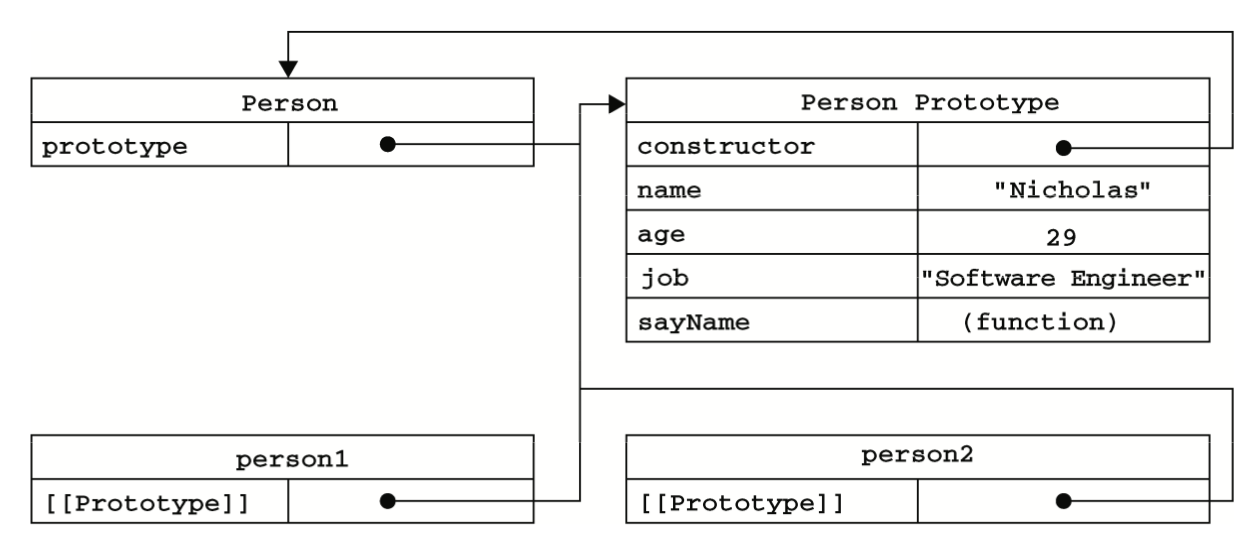 Person
prototype
Person Prototype
constructor
name "Nicholas"
age 29
job "Software Engineer"
sayName (function)
person1
[[Prototype]]
person2
[[Prototype]]